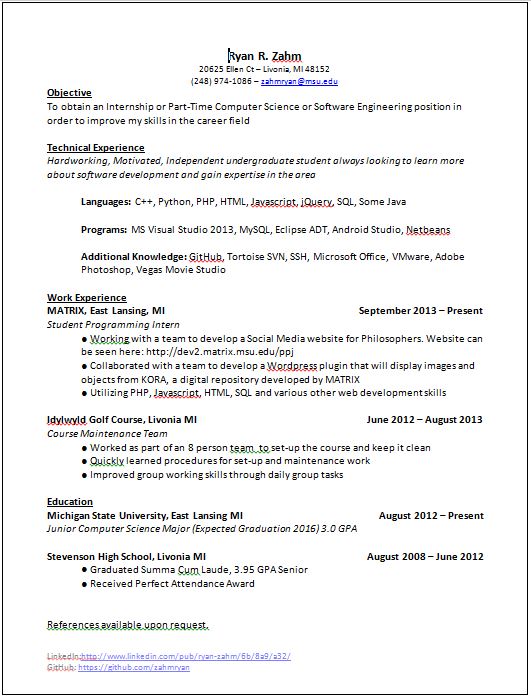 Ryan R. Zahm
20625 Ellen Ct – Livonia, MI 48152
(248) 974-1086 – zahmryan@msu.edu
Objective
To obtain an Internship or Part-Time Computer Science or Software Engineering position in
order to improve my skills in the career field
Technical Experience
Hardworking, Motivated, Independent undergraduate student always looking to learn more
about software development and gain expertise in the area
Languages: C++, Python, PHP, HTML, Javascript, jQuery, SQL, Some Java
Programs: MS Visual Studio 2013, MySQL, Eclipse ADT, Android Studio, Netbeans
Additional Knowledge: GitHub, Tortoise SVN, SSH, Microsoft Office, VMware, Adobe
Photoshop, Vegas Movie Studio
Work Experience
MATRIX, East Lansing, MI September 2013 – Present
Student Programming Intern
● Working with a team to develop a Social Media website for Philosophers. Website can
be seen here: http://dev2.matrix.msu.edu/ppj
● Collaborated with a team to develop a Wordpress plugin that will display images and
objects from KORA, a digital repository developed by MATRIX
● Utilizing PHP, Javascript, HTML, SQL and various other web development skills
Idylwyld Golf Course, Livonia MI June 2012 – August 2013
Course Maintenance Team
● Worked as part of an 8 person team to set-up the course and keep it clean
● Quickly learned procedures for set-up and maintenance work
● Improved group working skills through daily group tasks
Education
Michigan State University, East Lansing MI August 2012 – Present
Junior Computer Science Major (Expected Graduation 2016) 3.0 GPA
Stevenson High School, Livonia MI August 2008 – June 2012
● Graduated Summa Cum Laude, 3.95 GPA Senior
● Received Perfect Attendance Award
References available upon request.
LinkedIn:http://www.linkedin.com/pub/ryan-zahm/6b/8a9/a32/
GitHub: https://github.com/zahmryan